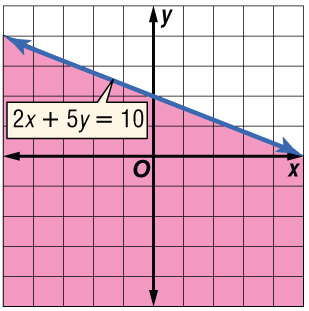 y
2x + 5y = 10
O
x